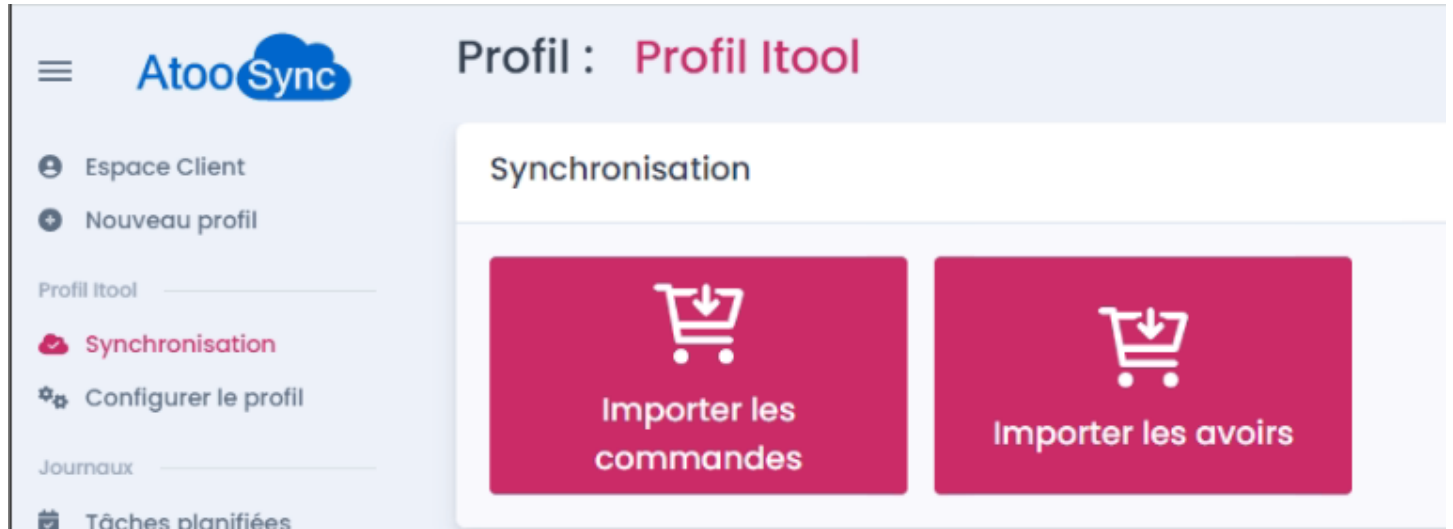 AtooSync
Profil : Profil Itool
Espace Client
Nouveau profil
Profil Itool
Synchronisation
Configurer le profil
Journaux
Tâches planifiées
Synchronisation
Importer les
commandes
Importer les avoirs